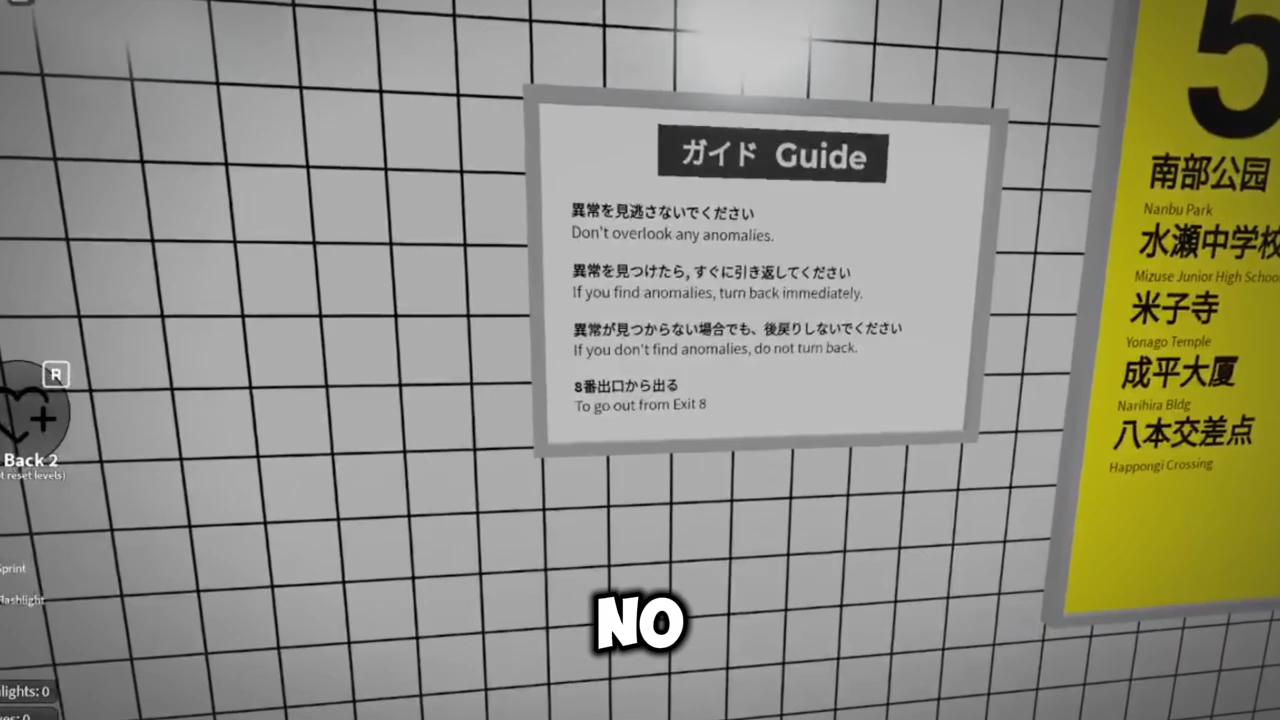 ガイド Guide
異常を見逃さないでください
Don't overlook any anomalies.
異常を見つけたら, すぐに引き返してください
If you find anomalies, turn back immediately.
異常が見つからない場合でも、後戻りしないでください
If you don't find anomalies, do not turn back.
8番出口から出る
To go out from Exit 8
5
南部公园
Nanbu Park
水瀬中学校
Mizuse Junior High School
米子寺
Yonago Temple
成平大厦
Narihira Bldg
八本交差点
Happongi Crossing
R
Back 2
t reset levels)
Sprint
lashlight
lights: 0
NO